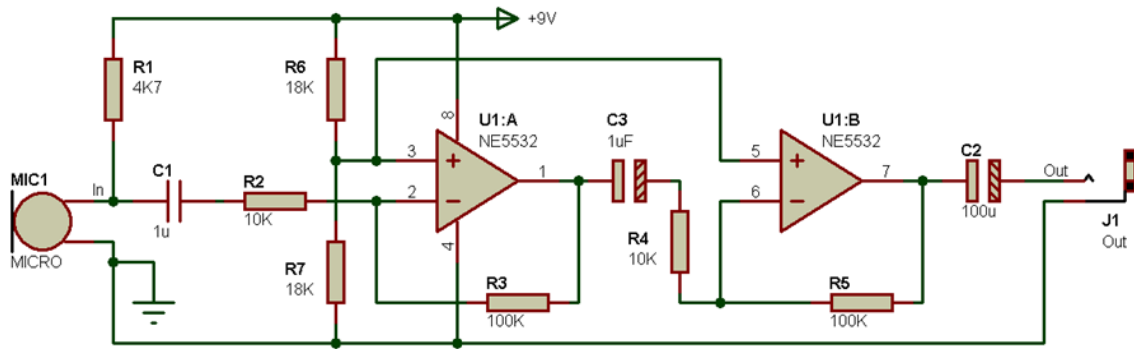 +9V
R1
4K7
R6
18K
8
U1:A
NE5532
C3
1uF
U1:B
NE5532
3
1
5
7
C2
MIC1
In
C1
R2
2
6
Out
10K
1u
100u
J1
Out
MICRO
R7
18K
4
R4
10K
R3
100K
R5
100K